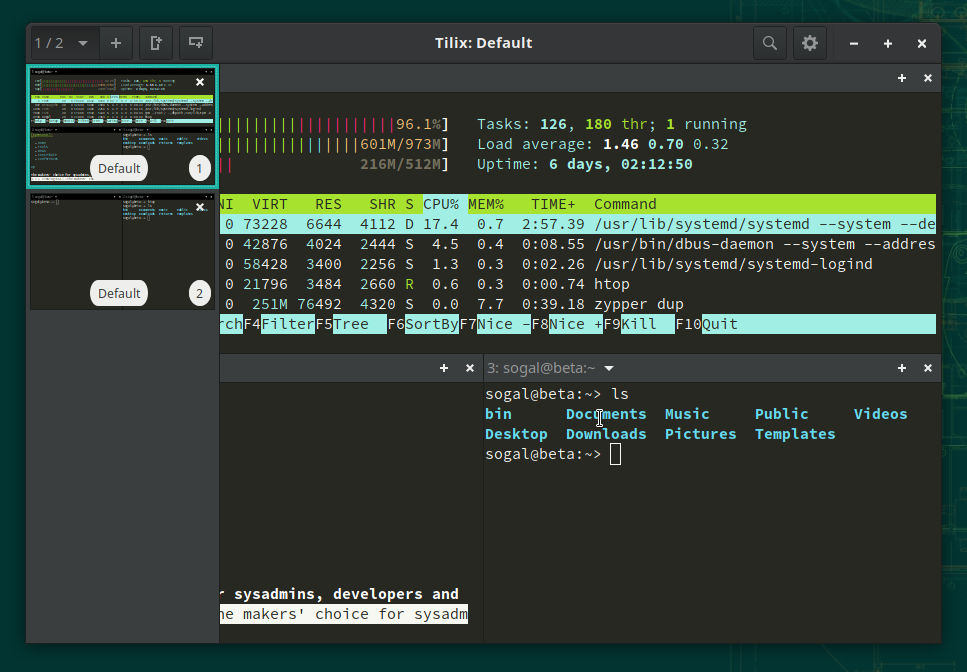 1 / 2
Tilix: Default
Default
1
Default
2
96.1%]
601M/973M]
216M/512M]
Tasks: 126, 180 thr; 1 running
Load average: 1.46 0.70 0.32
Uptime: 6 days, 02:12:50
NI VIRT RES SHR S CPU% MEM% TIME+ Command
0 73228 6644 4112 D 17.4 0.7 2:57.39 /usr/lib/systemd/systemd --system --de
0 42876 4024 2444 S 4.5 0.4 0:08.55 /usr/bin/dbus-daemon --system --addres
0 58428 3400 2256 S 1.3 0.3 0:02.26 /usr/lib/systemd/systemd-logind
0 21796 3484 2660 R 0.6 0.3 0:00.74 htop
0 251M 76492 4320 S 0.0 7.7 0:39.18 zypper dup
rchF4FilterF5Tree F6SortByF7Nice -F8Nice +F9Kill F10Quit
r sysadmins, developers and
he makers' choice for sysadm
3: sogal@beta:~
sogal@beta:~> ls
bin Documents Music Public Videos
Desktop Downloads Pictures Templates
sogal@beta:~>